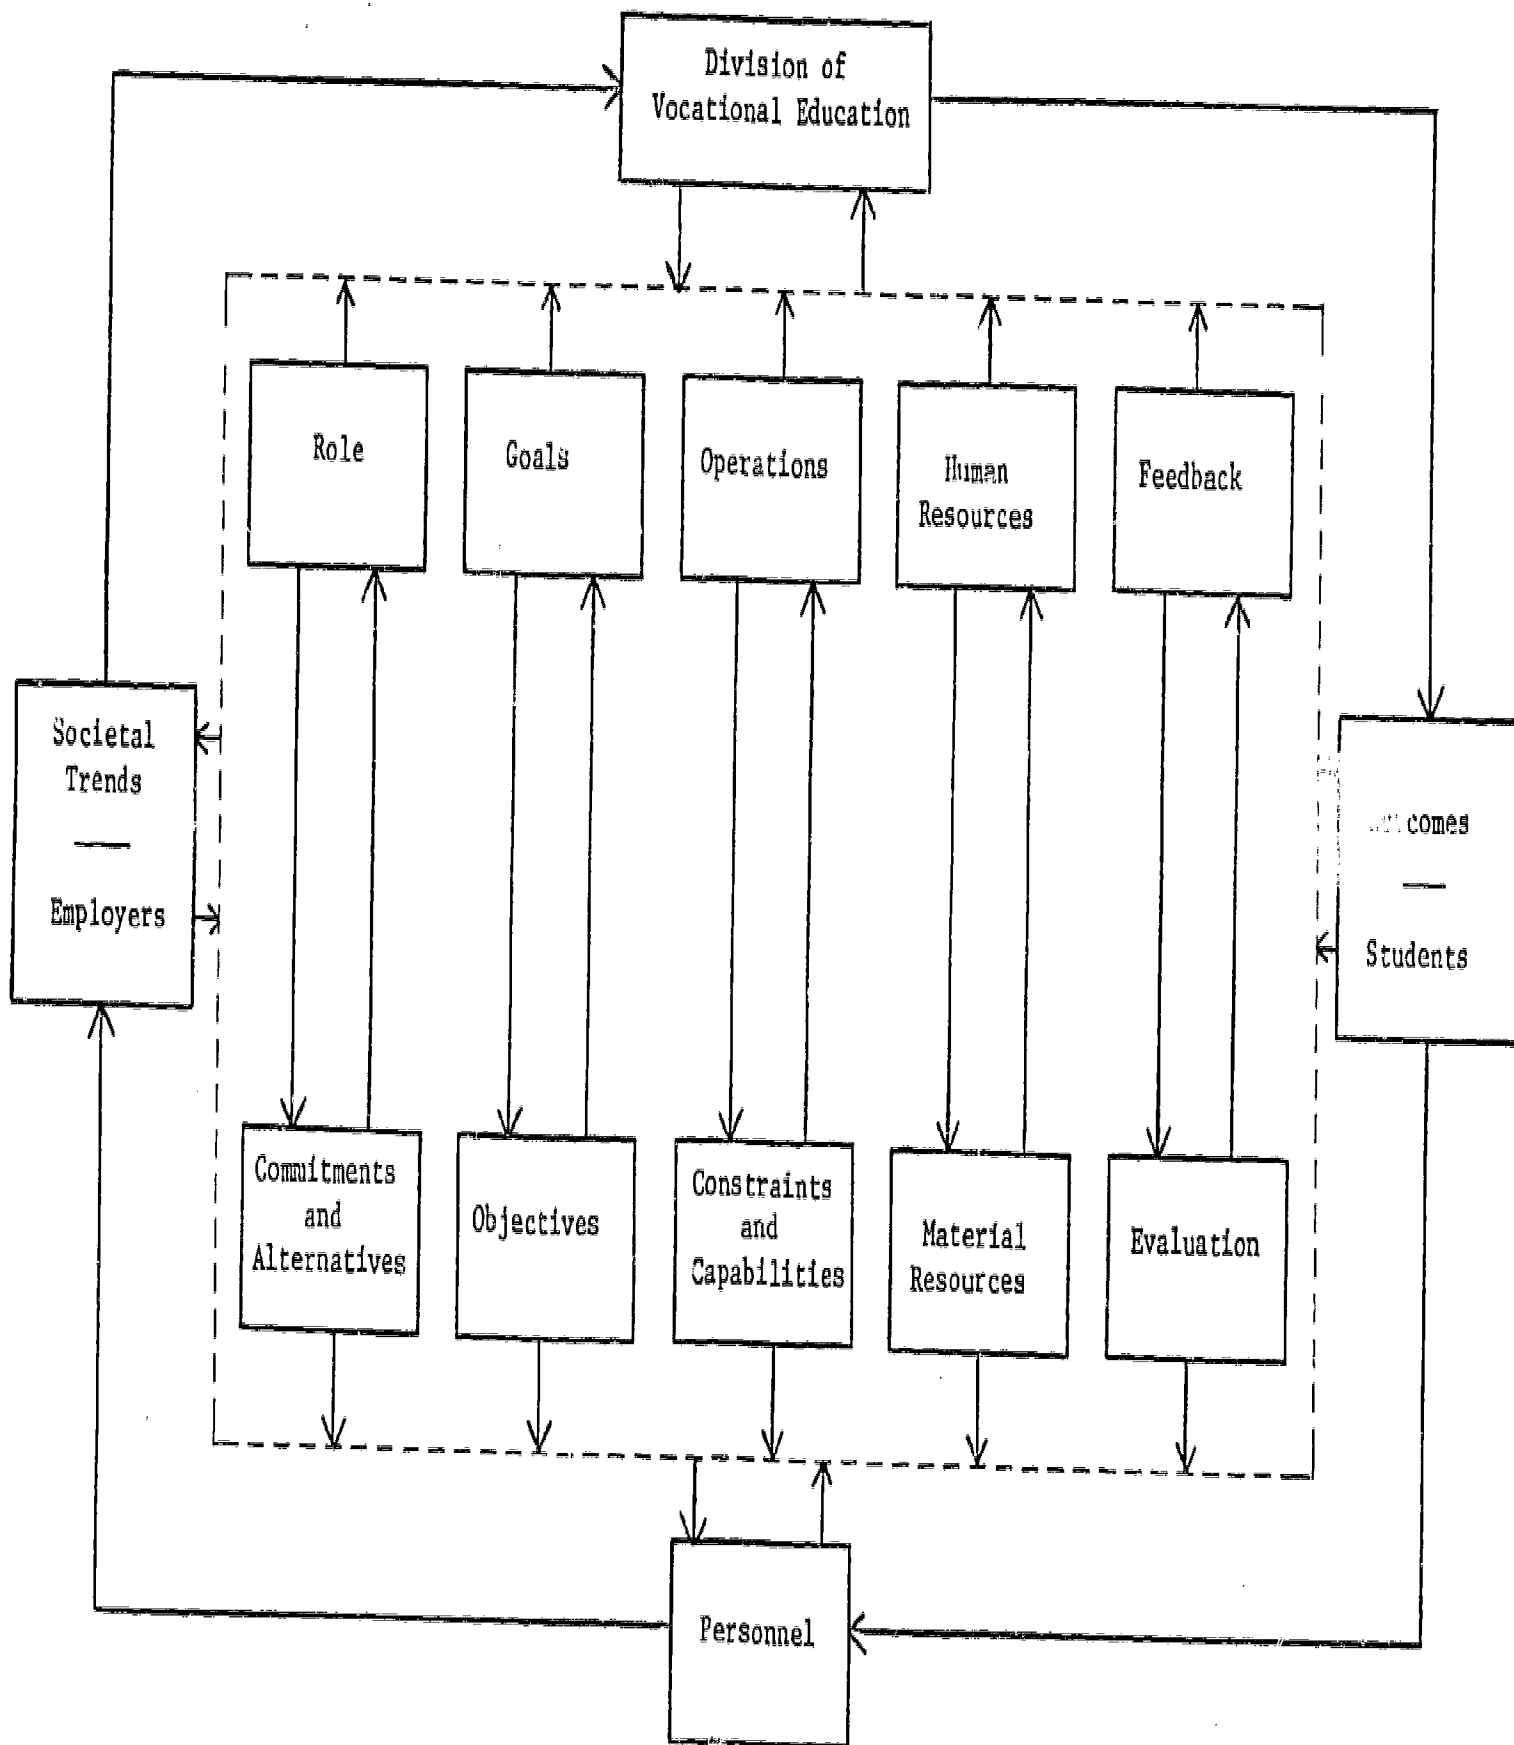 Division of
Vocational Education
Role
Goals
Operations
Human
Resources
Feedback
Societal
Trends
Employers
comes
Students
Commitments
and
Alternatives
Objectives
Constraints
and
Capabilities
Material
Resources
Evaluation
Personnel